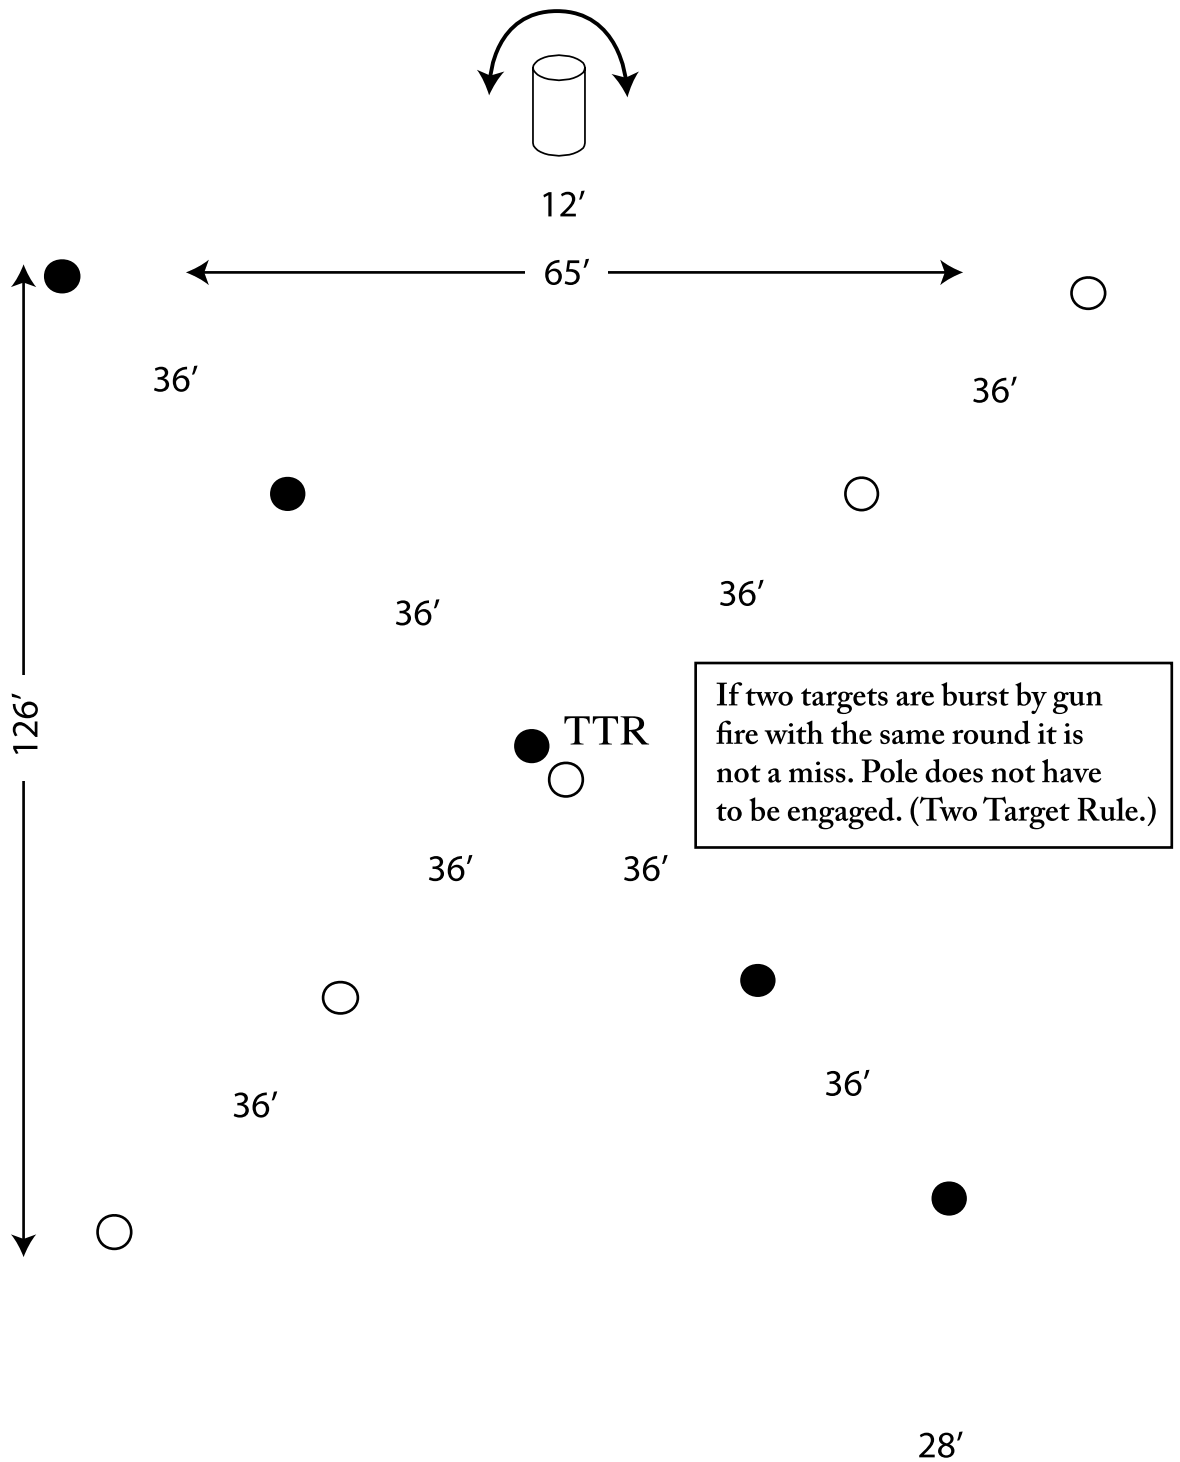 12′
65′
36′
36′
36′
36′
126′
TTR
If two targets are burst by gun
fire with the same round it is
not a miss. Pole does not have
to be engaged. (Two Target Rule.)
36′
36′
36′
36′
28′